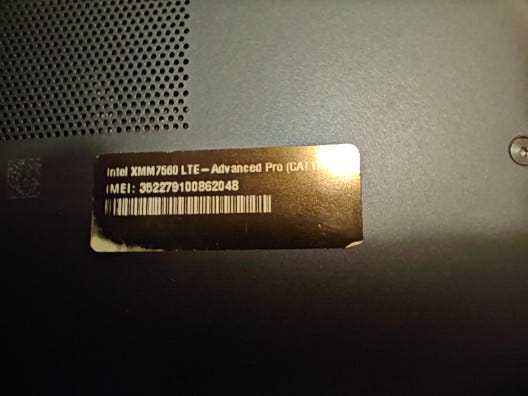 Intel XMM7560 LTE–Advanced Pro
IMEI: 352279100862048